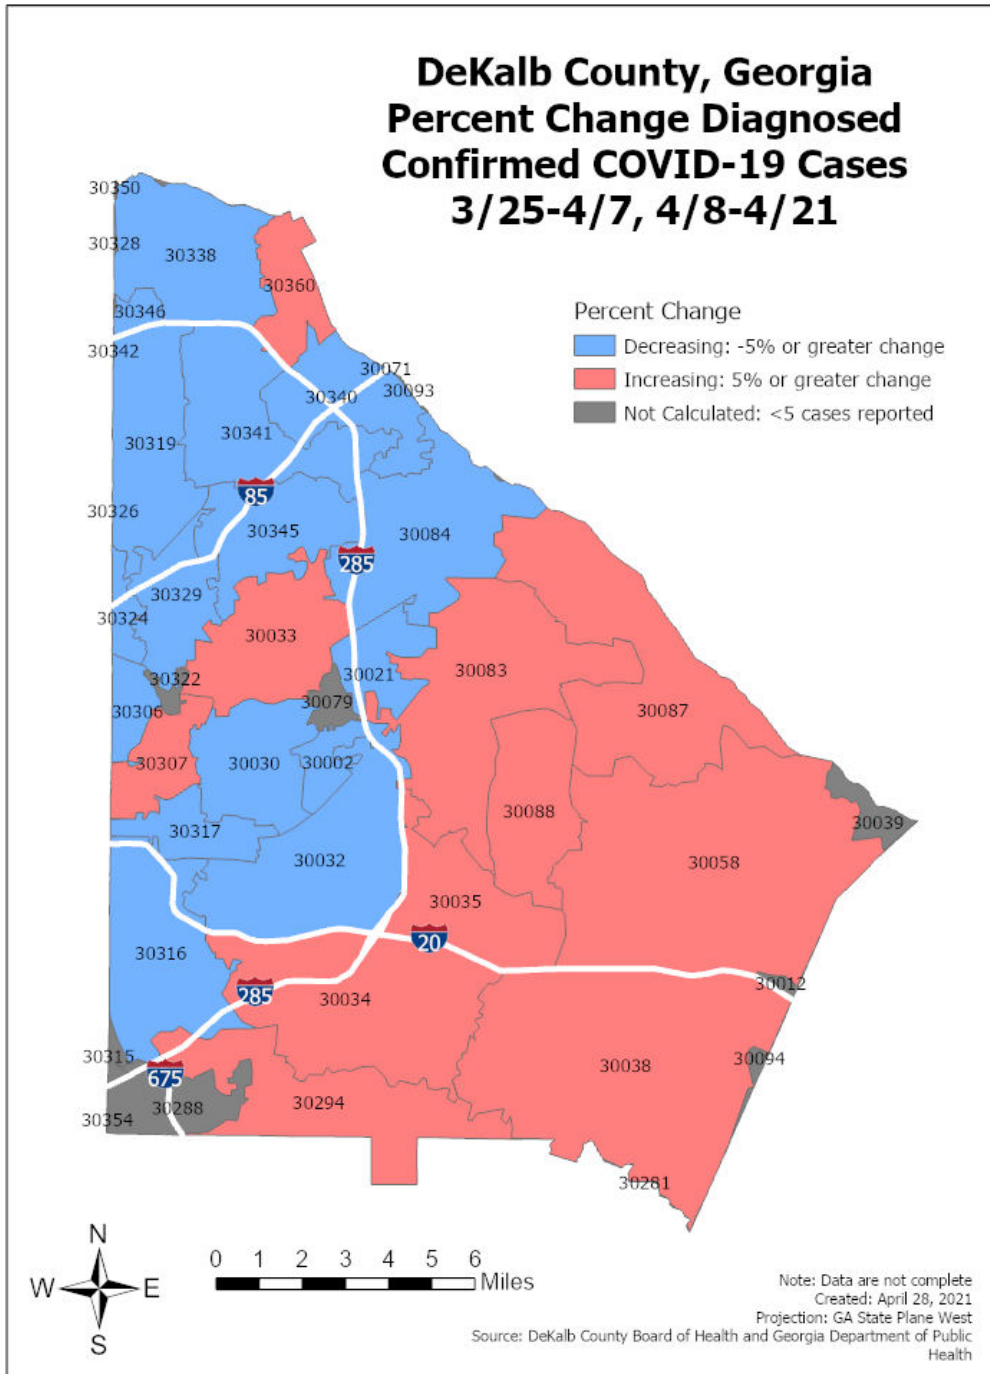 DeKalb County, Georgia
Percent Change Diagnosed
Confirmed COVID-19 Cases
3/25-4/7, 4/8-4/21
30350
30328
30338
30360
30346
30342
Percent Change
Decreasing: -5% or greater change
Increasing: 5% or greater change
Not Calculated: <5 cases reported
30071
30093
30340
30319
30341
85
30326
30345
30084
285
30329
30324
30033
30322
30021
30083
30079
30306
30087
30307
30030
30002
30088
30039
30317
30032
30058
30035
20
30316
285
30034
30012
30315
675
30038
30094
30354
30288
30294
30281
N
W E
S
0 1 2 3 4 5 6
Miles
Note: Data are not complete
Created: April 28, 2021
Projection: GA State Plane West
Source: DeKalb County Board of Health and Georgia Department of Public
Health